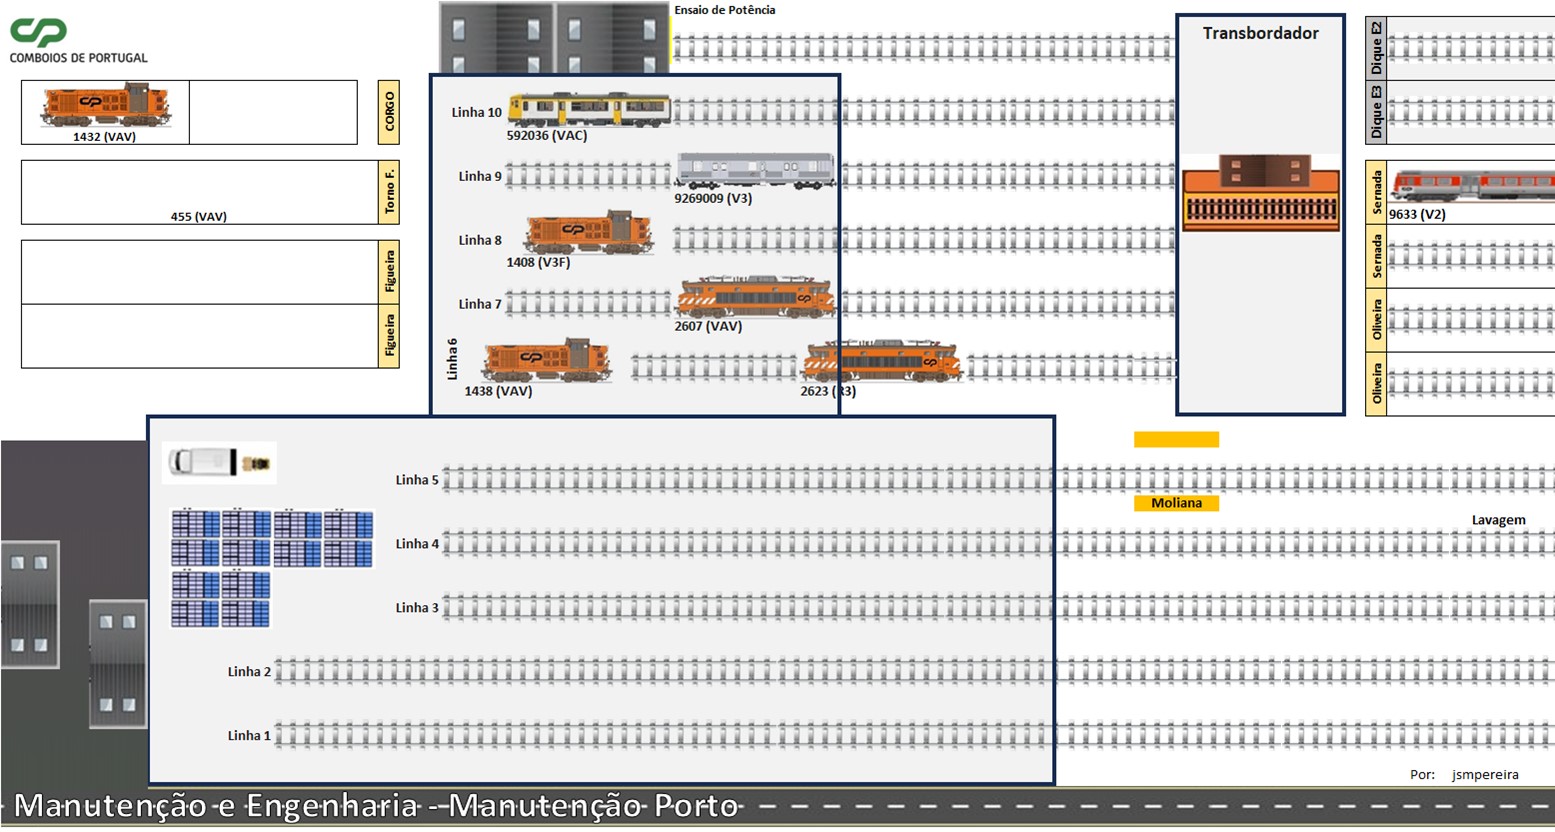 CP
COMBOIOS DE PORTUGAL
Ensaio de Potência
Transbordador
Dique E2
Dique E3
1432 (VAV)
CORGO
Linha 10
592036 (VAC)
455 (VAV)
Torno F.
Linha 9
9269009 (V3)
Sernada
9633 (V2)
Linha 8
1408 (V3F)
Figueira
Sernada
Linha 7
2607 (VAV)
Figueira
Oliveira
Linha 6
1438 (VAV)
2623 (R3)
Oliveira
Linha 5
Moliana
Lavagem
Linha 4
Linha 3
Linha 2
Linha 1
Por: jsmpereira
Manutenção e Engenharia - Manutenção Porto